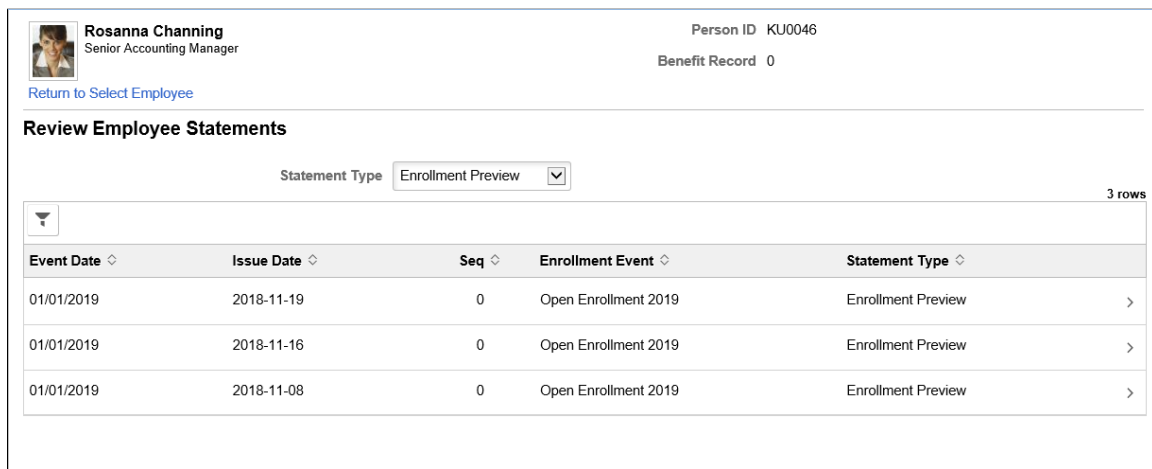 Rosanna Channing
Senior Accounting Manager
Person ID KU0046
Benefit Record 0
Return to Select Employee
Review Employee Statements
Statement Type Enrollment Preview
3 rows
Event Date Issue Date Seq Enrollment Event Statement Type
01/01/2019 2018-11-19 0 Open Enrollment 2019 Enrollment Preview
01/01/2019 2018-11-16 0 Open Enrollment 2019 Enrollment Preview
01/01/2019 2018-11-08 0 Open Enrollment 2019 Enrollment Preview